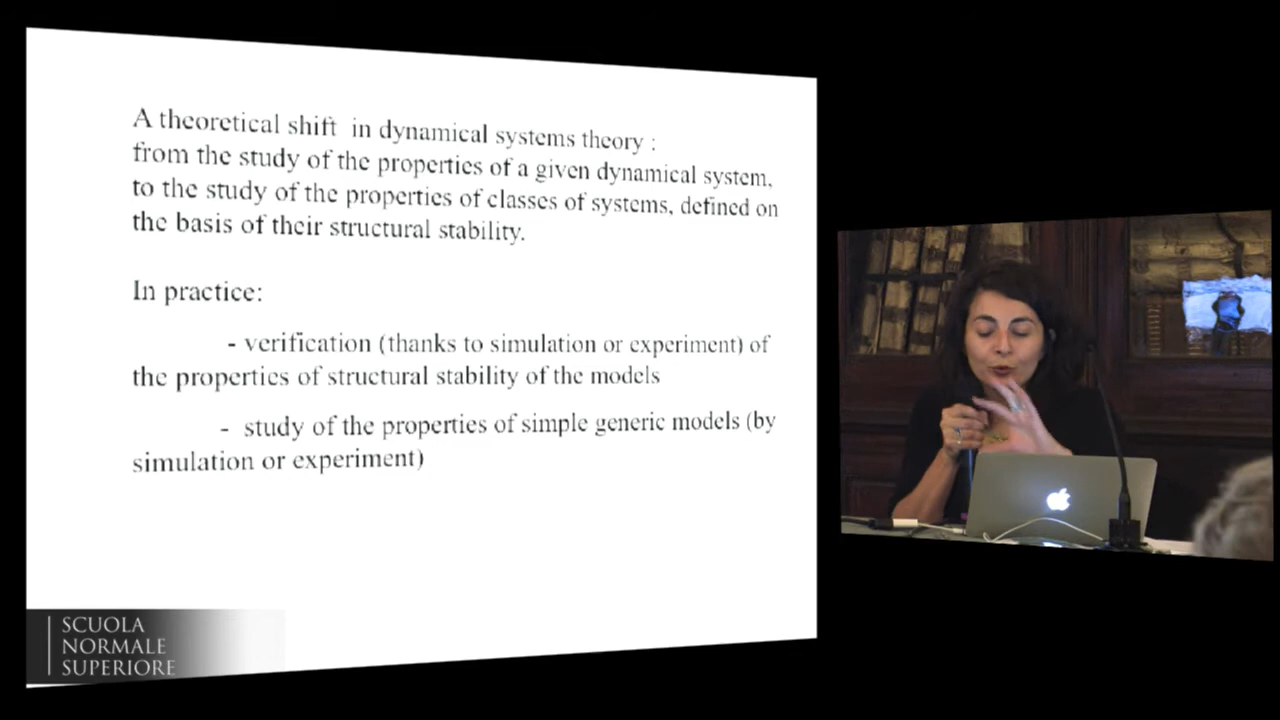 A theoretical shift in dynamical systems theory :
from the study of the properties of a given dynamical system,
to the study of the properties of classes of systems, defined on
the basis of their structural stability.
In practice:
- verification (thanks to simulation or experiment) of
the properties of structural stability of the models
- study of the properties of simple generic models (by
simulation or experiment)
SCUOLA
NORMALE
SUPERIORE